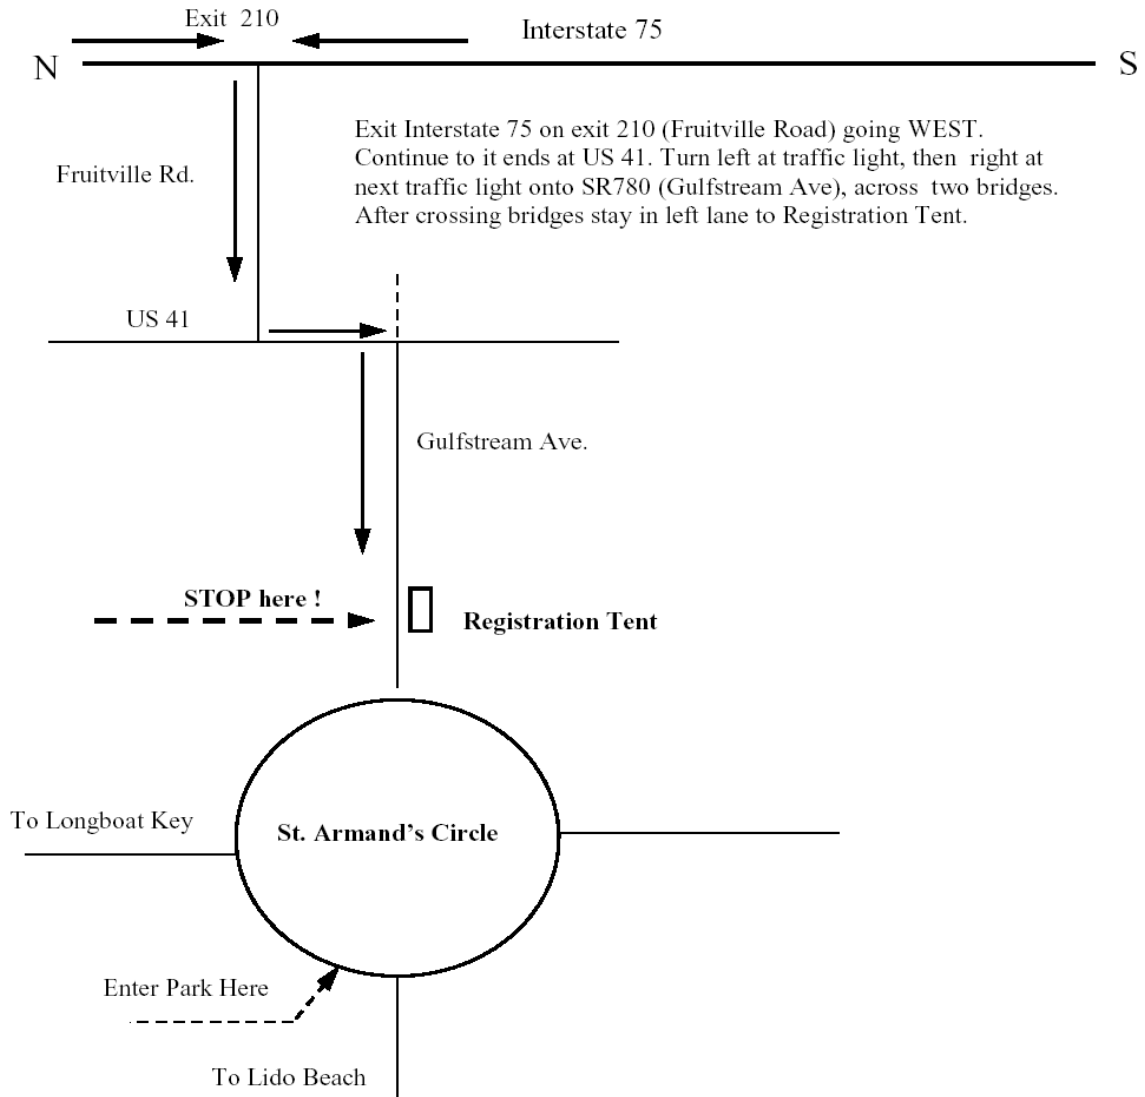 Exit 210
Interstate 75
N
S
Exit Interstate 75 on exit 210 (Fruitville Road) going WEST.
Continue to it ends at US 41. Turn left at traffic light, then right at
next traffic light onto SR780 (Gulfstream Ave), across two bridges.
After crossing bridges stay in left lane to Registration Tent.
Fruitville Rd.
US 41
Gulfstream Ave.
STOP here !
Registration Tent
To Longboat Key
St. Armand's Circle
Enter Park Here
To Lido Beach